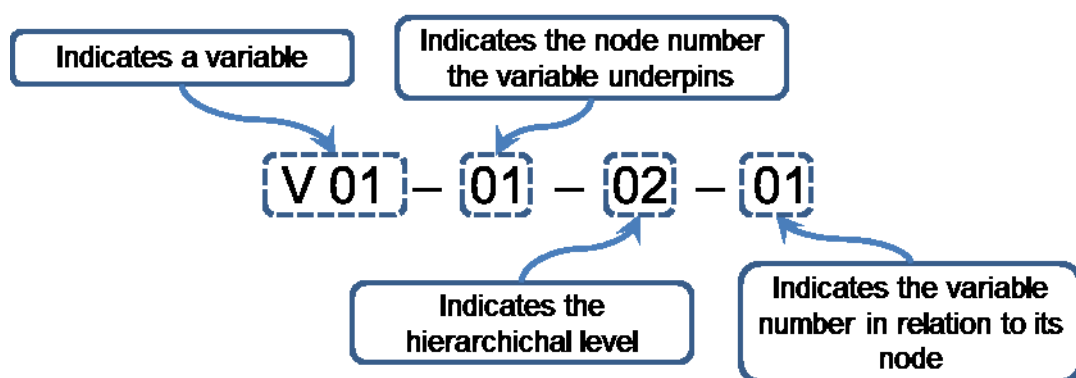 Indicates a variable
Indicates the node number
the variable underpins
V 01 – 01 – 02 – 01
Indicates the
hierarchichal level
Indicates the variable
number in relation to its
node